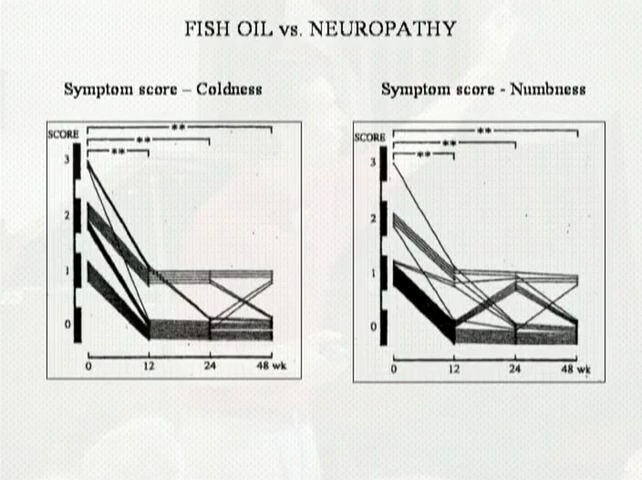 FISH OIL vs. NEUROPATHY
Symptom score – Coldness
SCORE
**
**
**
3
2
1
0
0 12 24 48 wk
Symptom score - Numbness
SCORE
**
**
**
3
2
1
0
0 12 24 48 wk